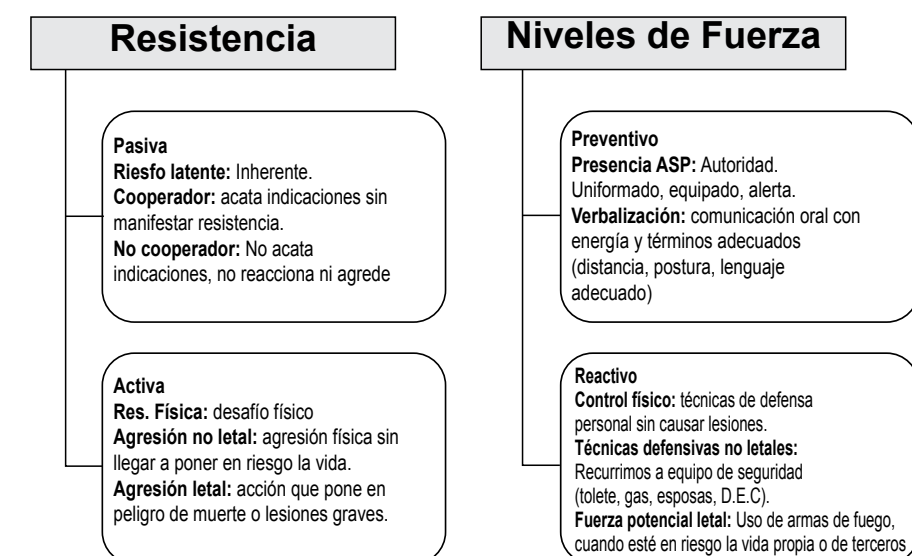 Resistencia
Pasiva
Riesfo latente: Inherente.
Cooperador: acata indicaciones sin
manifestar resistencia.
No cooperador: No acata
indicaciones, no reacciona ni agrede
Activa
Res. Física: desafío físico
Agresión no letal: agresión física sin
llegar a poner en riesgo la vida.
Agresión letal: acción que pone en
peligro de muerte o lesiones graves.
Niveles de Fuerza
Preventivo
Presencia ASP: Autoridad.
Uniformado, equipado, alerta.
Verbalización: comunicación oral con
energía y términos adecuados
(distancia, postura, lenguaje
adecuado)
Reactivo
Control físico: técnicas de defensa
personal sin causar lesiones.
Técnicas defensivas no letales:
Recurrimos a equipo de seguridad
(tolete, gas, esposas, D.E.C).
Fuerza potencial letal: Uso de armas de fuego,
cuando esté en riesgo la vida propia o de terceros